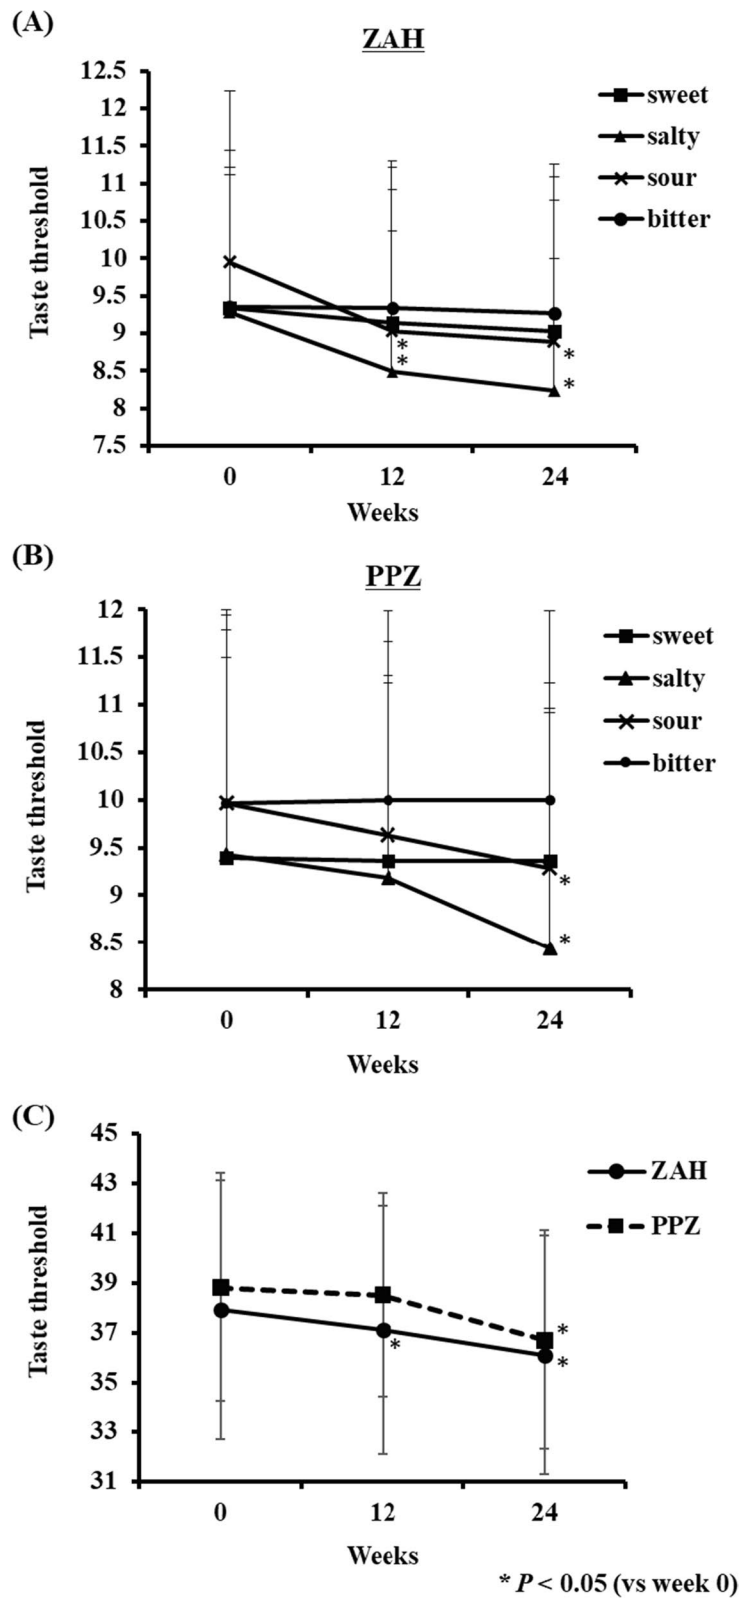 (A)
ZAH
12.5
12
11.5
11
10.5
10
9.5
9
8.5
8
7.5
Taste threshold
sweet
salty
sour
bitter
*
*
*
*
0 12 24
Weeks
(B)
PPZ
12
11.5
11
10.5
10
9.5
9
8.5
8
Taste threshold
sweet
salty
sour
bitter
*
*
0 12 24
Weeks
(C)
45
43
41
39
37
35
33
31
Taste threshold
ZAH
PPZ
*
*
*
0 12 24
Weeks
* P < 0.05 (vs week 0)